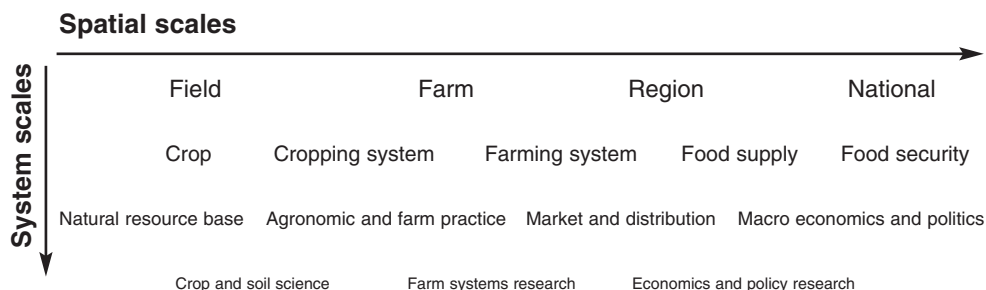 Spatial scales
System scales
Field Farm Region National
Crop Cropping system Farming system Food supply Food security
Natural resource base Agronomic and farm practice Market and distribution Macro economics and politics
Crop and soil science Farm systems research Economics and policy research